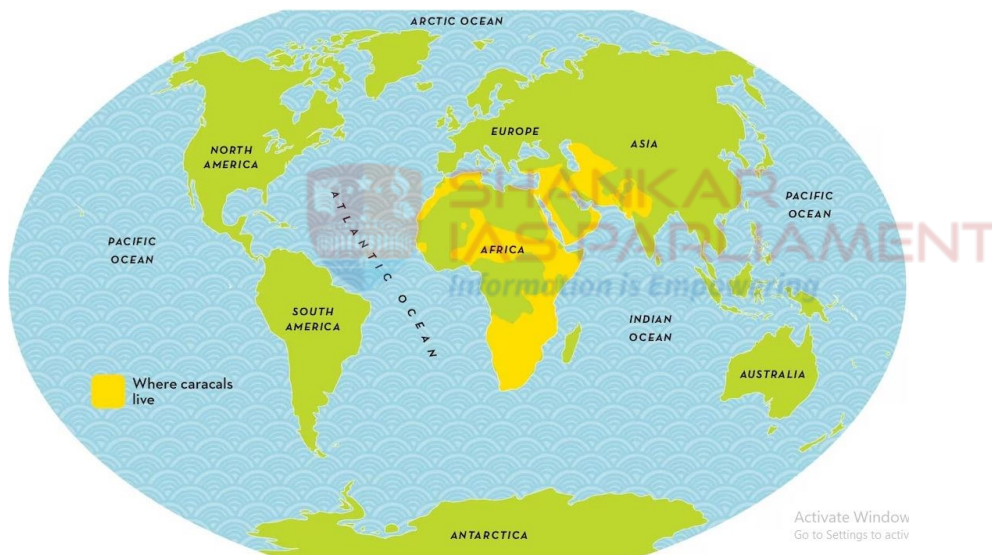 ARCTIC OCEAN
NORTH
AMERICA
EUROPE
ASIA
SHANKAR
IAS PARLIAMENT
Information is Empowering
PACIFIC
OCEAN
PACIFIC
OCEAN
ATLANTIC OCEAN
AFRICA
SOUTH
AMERICA
INDIAN
OCEAN
AUSTRALIA
Where caracals
live
ANTARCTICA
Activate Window
Go to Settings to activ